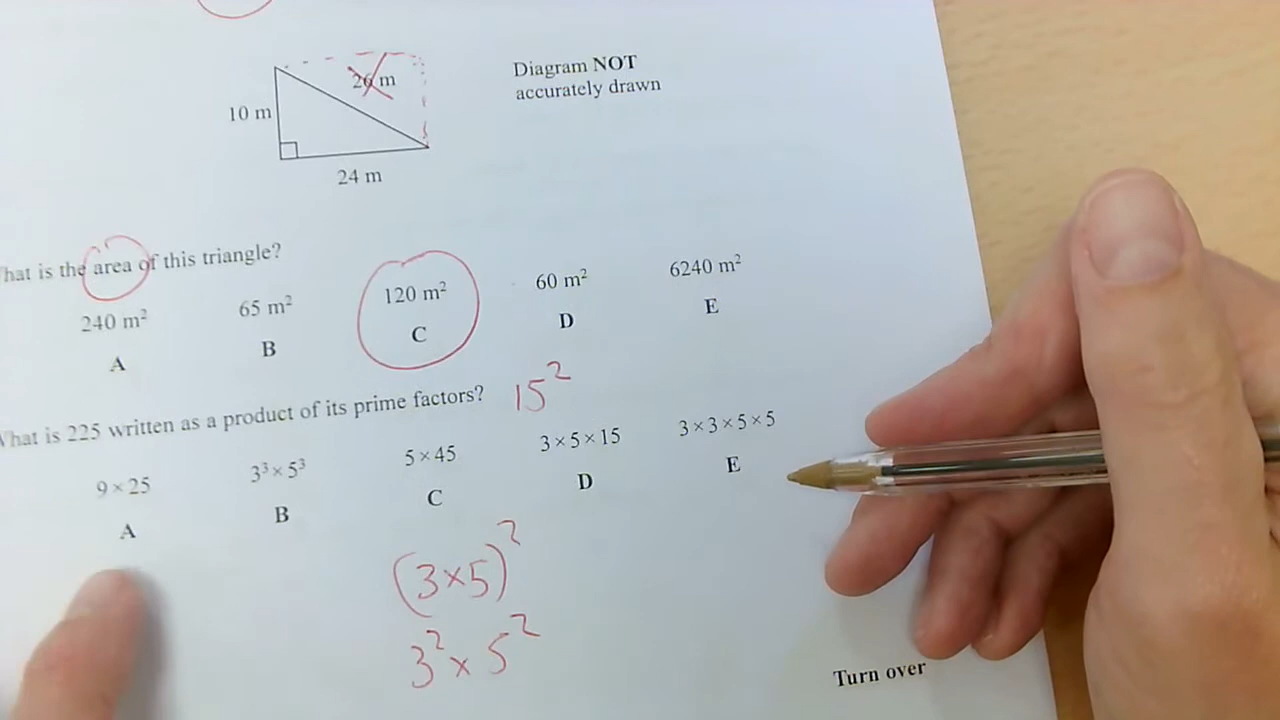 26 m
Diagram NOT
accurately drawn
10 m
24 m
hat is the area of this triangle?
240 m² 65 m² 120 m² 60 m² 6240 m²
A B C D E
What is 225 written as a product of its prime factors? 15²
9 × 25 3³ × 5³ 5 × 45 3 × 5 × 15 3 × 3 × 5 × 5
A B C D E
(3×5)²
3² × 5²
Turn over